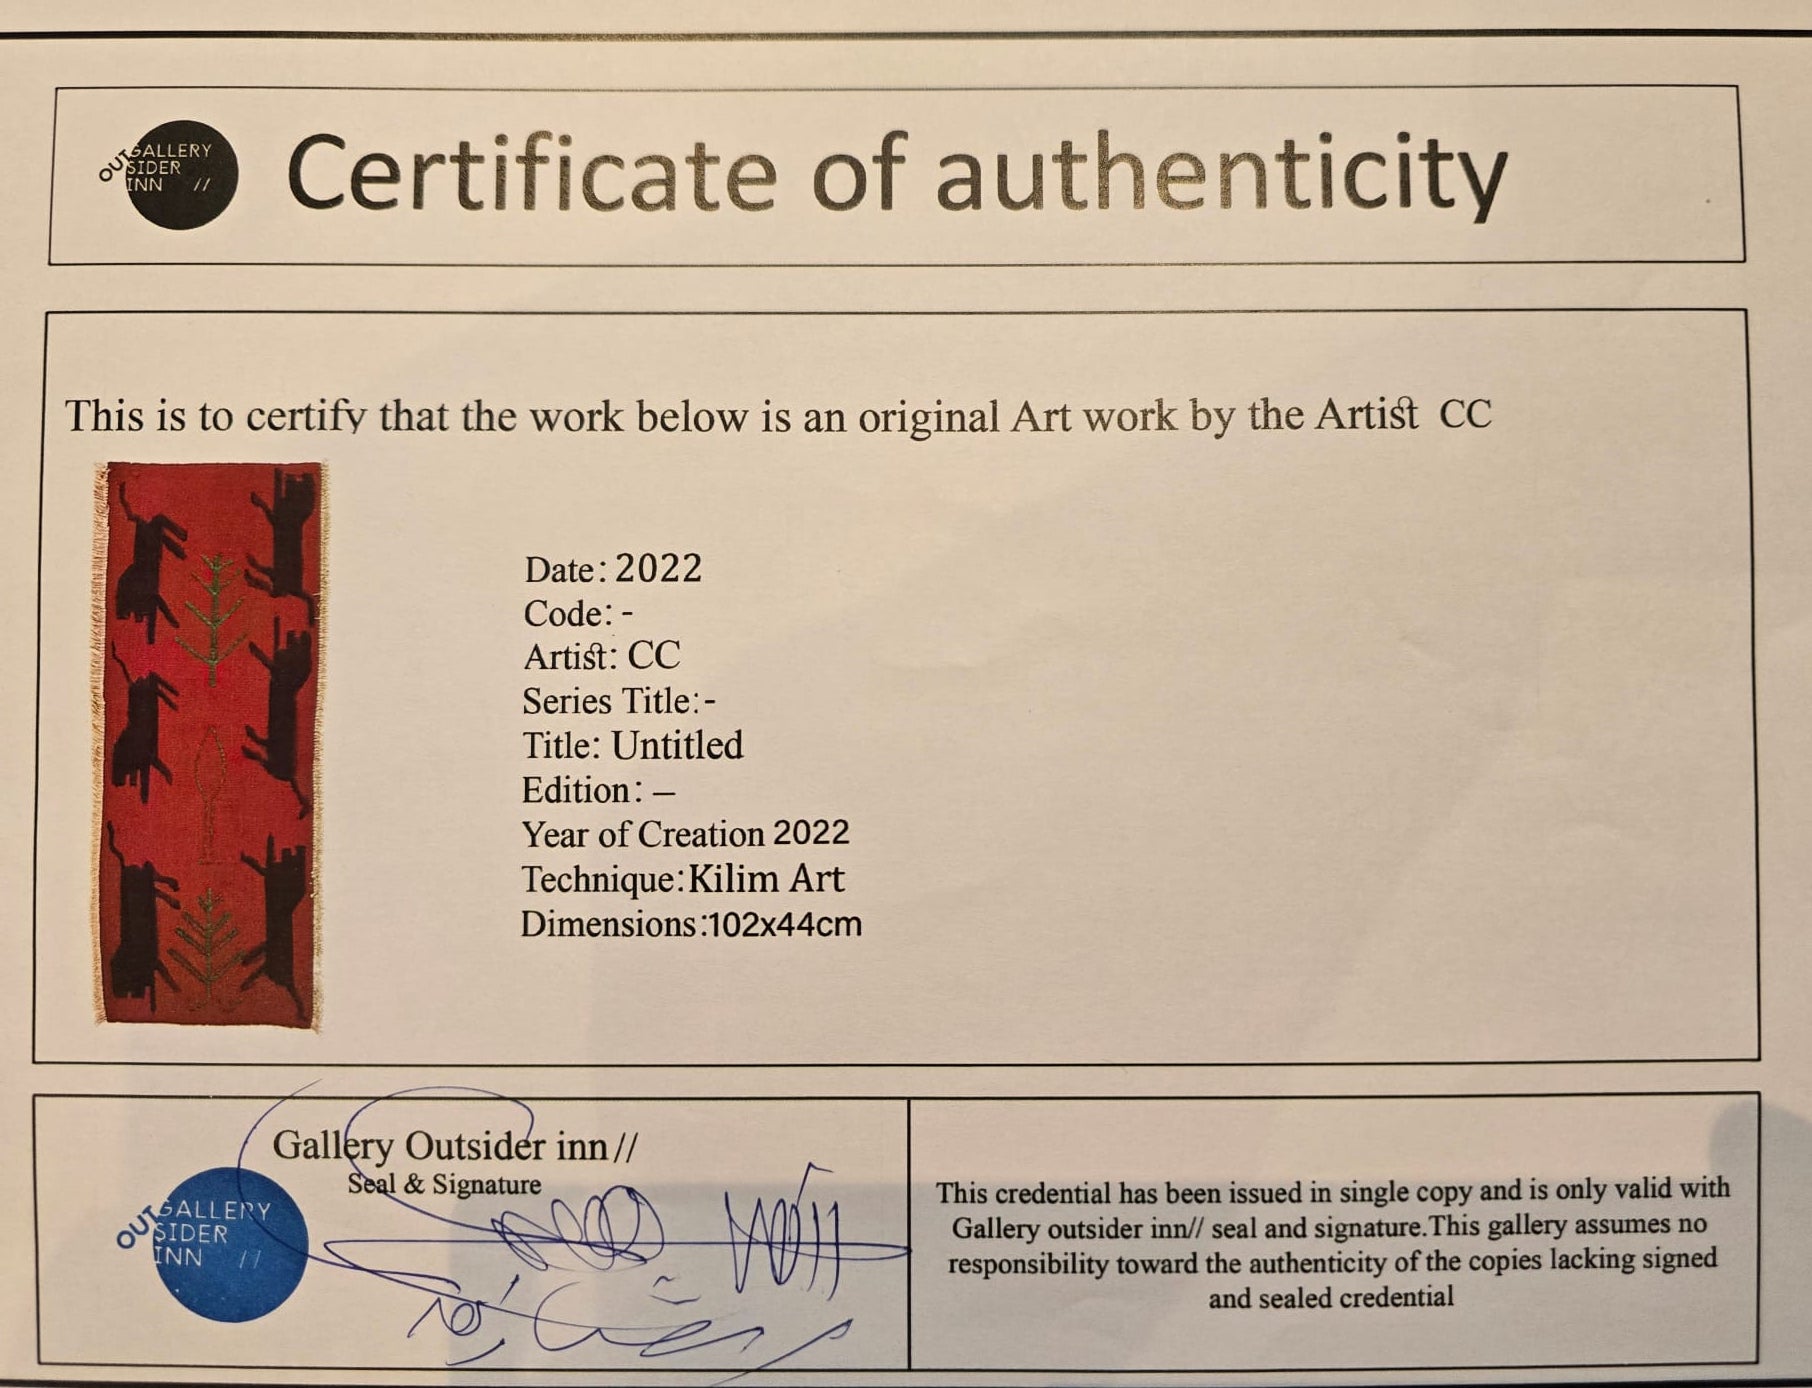 OUT
GALLERY
SIDER
INN //
Certificate of authenticity
This is to certify that the work below is an original Art work by the Artist CC
Date: 2022
Code: -
Artist: CC
Series Title:-
Title: Untitled
Edition: –
Year of Creation 2022
Technique:Kilim Art
Dimensions:102x44cm
Gallery Outsider inn//
Seal & Signature
OUT
GALLERY
SIDER
INN //
This credential has been issued in single copy and is only valid with
Gallery outsider inn// seal and signature.This gallery assumes no
responsibility toward the authenticity of the copies lacking signed
and sealed credential